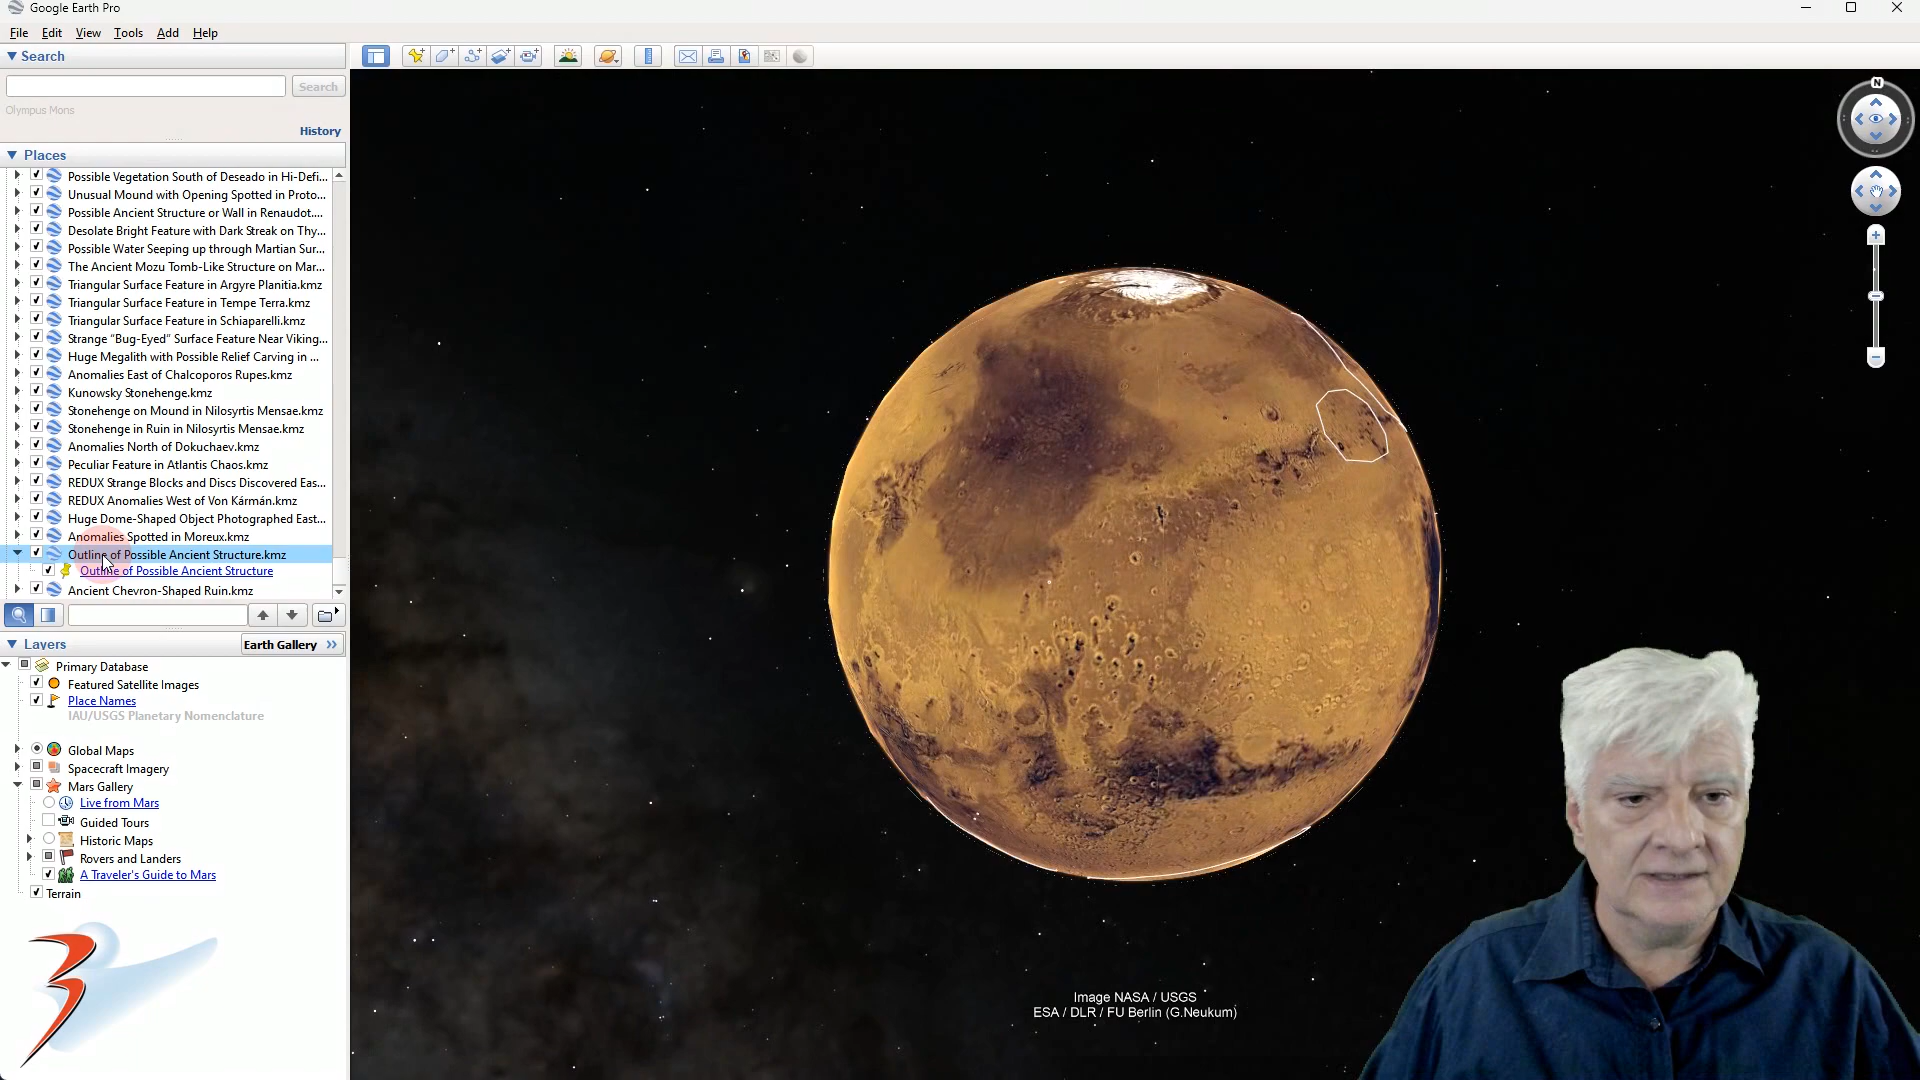 Google Earth Pro
File Edit View Tools Add Help
Search
Search
Olympus Mons
History
Places
Possible Vegetation South of Deseado in Hi-Defi...
Unusual Mound with Opening Spotted in Proto...
Possible Ancient Structure or Wall in Renaudot....
Desolate Bright Feature with Dark Streak on Thy...
Possible Water Seeping up through Martian Sur...
The Ancient Mozu Tomb-Like Structure on Mar...
Triangular Surface Feature in Argyre Planitia.kmz
Triangular Surface Feature in Tempe Terra.kmz
Triangular Surface Feature in Schiaparelli.kmz
Strange “Bug-Eyed” Surface Feature Near Viking...
Huge Megalith with Possible Relief Carving in ...
Anomalies East of Chalcoporos Rupes.kmz
Kunowsky Stonehenge.kmz
Stonehenge on Mound in Nilosyrtis Mensae.kmz
Stonehenge in Ruin in Nilosyrtis Mensae.kmz
Anomalies North of Dokuchaev.kmz
Peculiar Feature in Atlantis Chaos.kmz
REDUX Strange Blocks and Discs Discovered Eas...
REDUX Anomalies West of Von Kármán.kmz
Huge Dome-Shaped Object Photographed East...
Anomalies Spotted in Moreux.kmz
Outline of Possible Ancient Structure.kmz
Outline of Possible Ancient Structure
Ancient Chevron-Shaped Ruin.kmz
Layers
Earth Gallery »
Primary Database
Featured Satellite Images
Place Names
IAU/USGS Planetary Nomenclature
Global Maps
Spacecraft Imagery
Mars Gallery
Live from Mars
Guided Tours
Historic Maps
Rovers and Landers
A Traveler's Guide to Mars
Terrain
N
Image NASA / USGS
ESA / DLR / FU Berlin (G.Neukum)